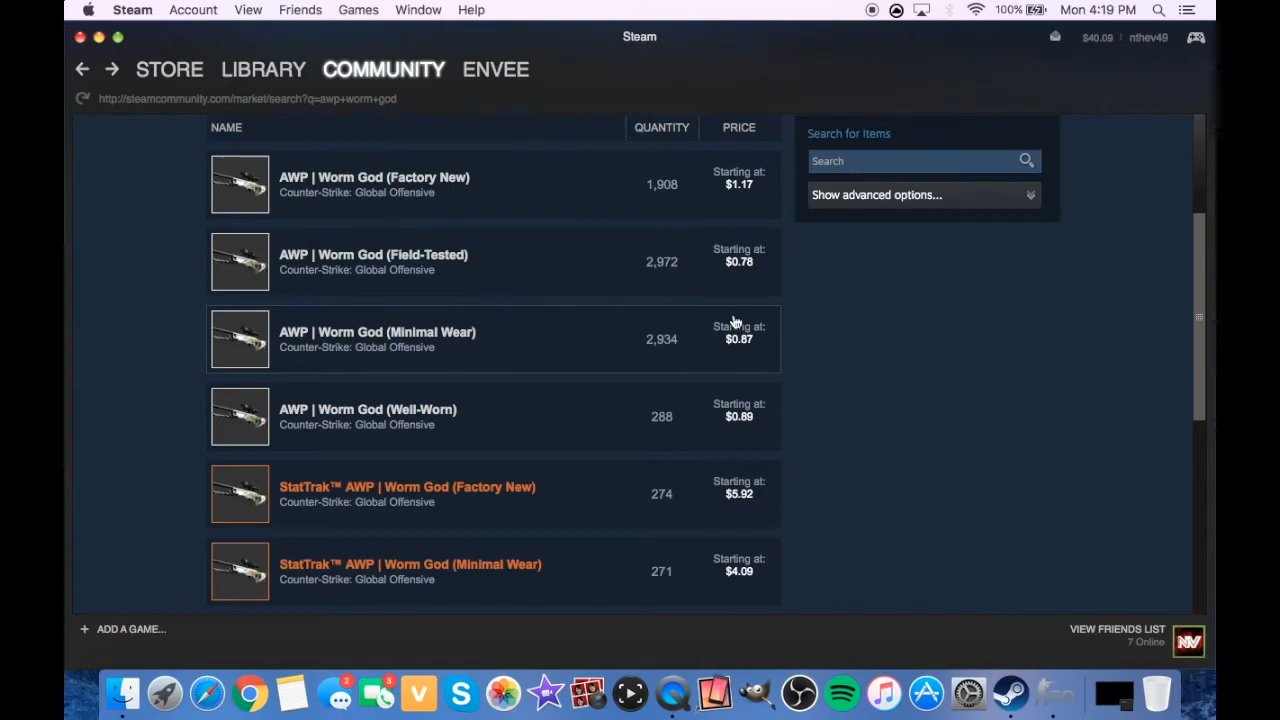 Steam Account View Friends Games Window Help 100% Mon 4:19 PM
Steam
$40.09 nthev49
STORE LIBRARY COMMUNITY ENVEE
http://steamcommunity.com/market/search?q=awp+worm+god
NAME QUANTITY PRICE
Search for Items
Search
Show advanced options...
AWP | Worm God (Factory New)
Counter-Strike: Global Offensive
1,908
Starting at:
$1.17
AWP | Worm God (Field-Tested)
Counter-Strike: Global Offensive
2,972
Starting at:
$0.78
AWP | Worm God (Minimal Wear)
Counter-Strike: Global Offensive
2,934
Starting at:
$0.87
AWP | Worm God (Well-Worn)
Counter-Strike: Global Offensive
288
Starting at:
$0.89
StatTrak™ AWP | Worm God (Factory New)
Counter-Strike: Global Offensive
274
Starting at:
$5.92
StatTrak™ AWP | Worm God (Minimal Wear)
Counter-Strike: Global Offensive
271
Starting at:
$4.09
+ ADD A GAME...
VIEW FRIENDS LIST
7 Online
NV
2
3
V
S